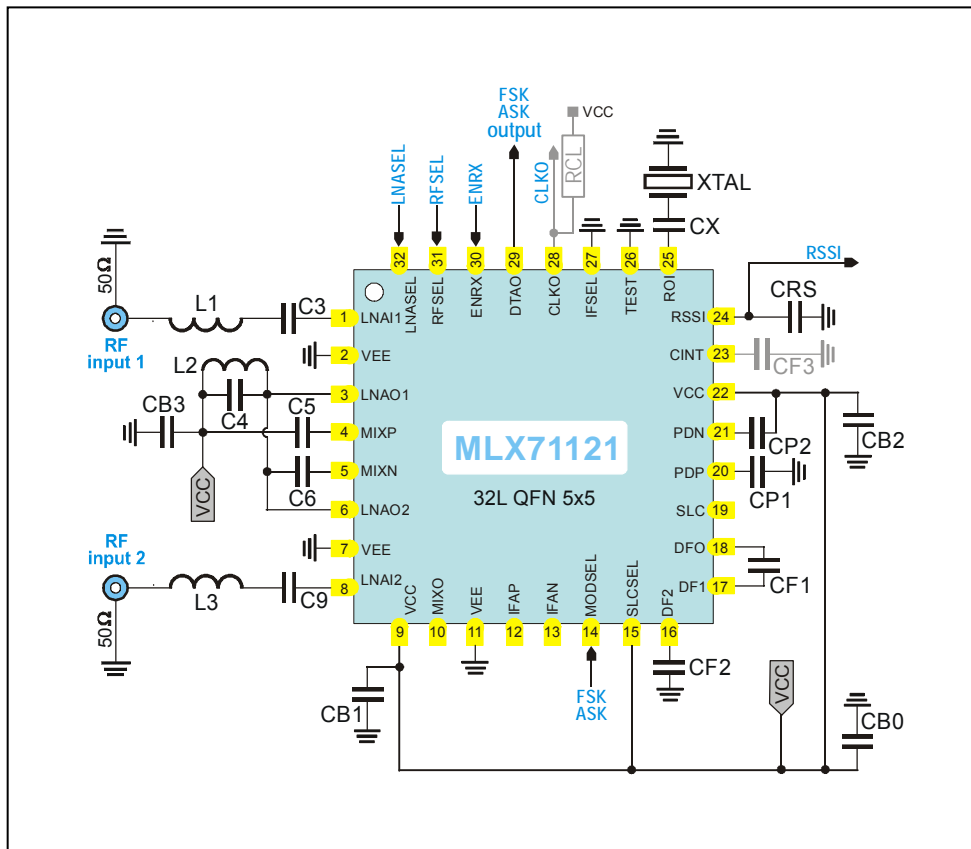 FSK
ASK
output
VCC
LNASEL
RFSEL
ENRX
CLKO
RCL
XTAL
CX
RSSI
50Ω
32
31
30
29
28
27
26
25
LNASEL
RFSEL
ENRX
DTAO
CLKO
IFSEL
TEST
ROI
L1
C3
1
LNAI1
RSSI
24
CRS
RF
input 1
2
VEE
CINT
23
CF3
L2
3
LNAO1
VCC
22
C4
CB3
C5
4
MIXP
PDN
21
CP2
CB2
MLX71121
5
MIXN
PDP
20
C6
CP1
VCC
32L QFN 5x5
6
LNAO2
SLC
19
RF
input 2
7
VEE
DFO
18
8
LNAI2
DF1
17
CF1
L3
C9
50Ω
VCC
MIXO
VEE
IFAP
IFAN
MODSEL
SLCSEL
DF2
9
10
11
12
13
14
15
16
CB1
FSK
ASK
CF2
VCC
CB0